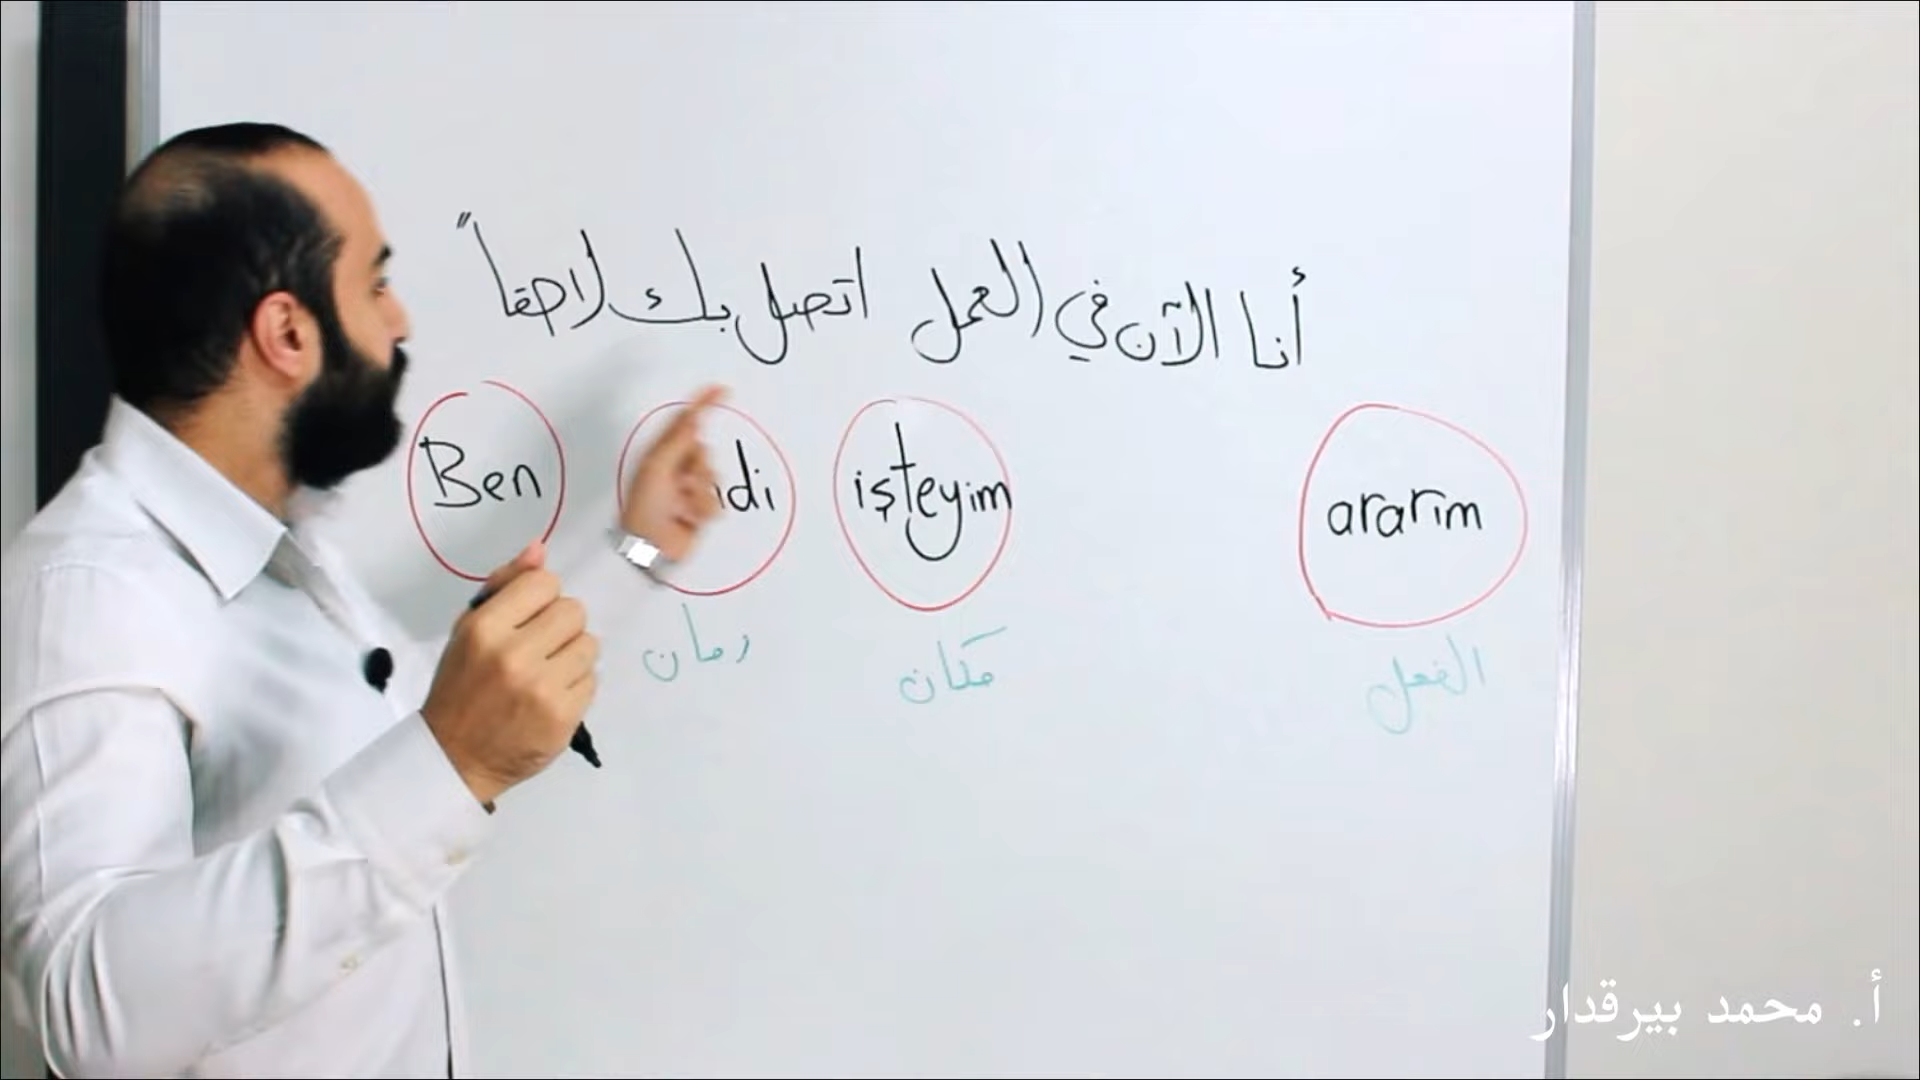 أنا الآن في العمل اتصل بك لاحقاً
Ben işteyim ararım
زمان مكان الفعل
أ. محمد بيرقدار